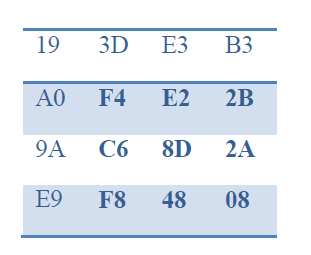 19 3D E3 B3
A0 F4 E2 2B
9A C6 8D 2A
E9 F8 48 08